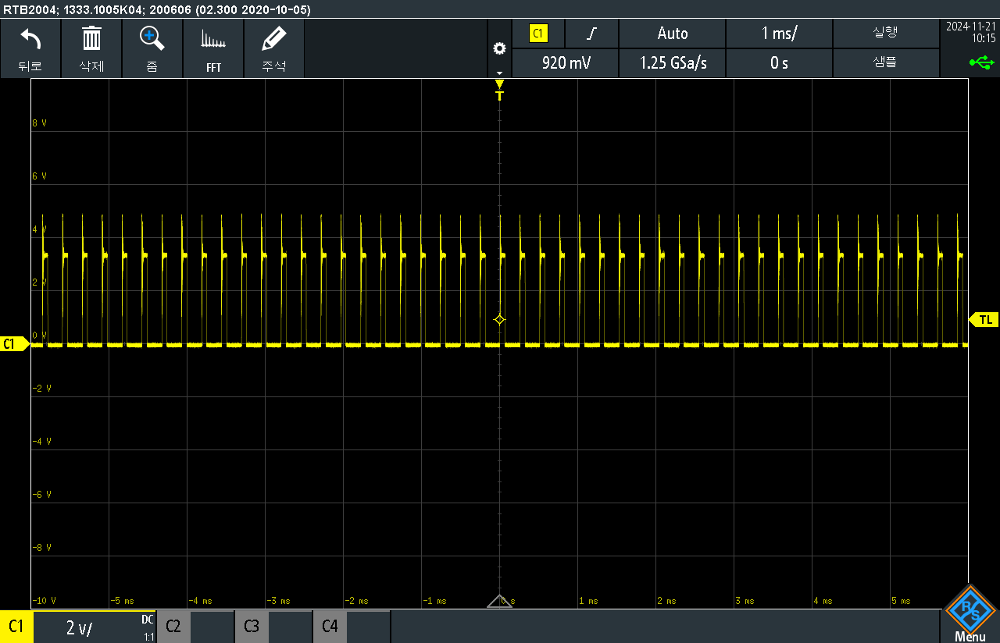 RTB2004; 1333.1005K04; 200606 (02.300 2020-10-05)
뒤로 삭제 줌 FFT 주석
C1 Auto 1 ms/ 실행
920 mV 1.25 GSa/s 0 s 샘플
2024-11-21
10:15
T
8 V
6 V
4 V
2 V
TL
C1 0 V
-2 V
-4 V
-6 V
-8 V
-10 V -5 ms -4 ms -3 ms -2 ms -1 ms 0 s 1 ms 2 ms 3 ms 4 ms 5 ms
C1 2 V/ DC 1:1 C2 C3 C4
R S
Menu